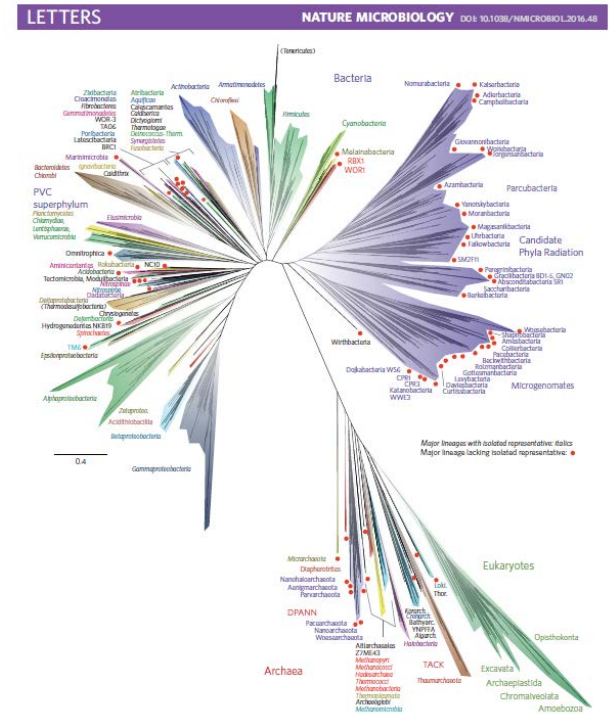 LETTERS
NATURE MICROBIOLOGY DOI: 10.1038/NMICROBIOL.2016.48
(Tenericutes)
Bacteria
Zixibacteria
Cloacimonetes
Fibrobacteres
Gemmatimonadetes
WOR-3
TA06
Poribacteria
Latescibacteria
BRC1
Atribacteria
Aquificae
Calescamantes
Caldiserica
Dictyoglomi
Thermotogae
Deinococcus-Therm.
Synergistetes
Fusobacteria
Actinobacteria
Armatimonadetes
Chloroflexi
Firmicutes
Cyanobacteria
Melainabacteria
RBX1
WOR1
Nomurabacteria
Kaiserbacteria
Adlerbacteria
Campbellbacteria
Giovannonibacteria
Wolfebacteria
Jorgensenbacteria
Azambacteria
Parcubacteria
Yanofskybacteria
Moranbacteria
Magasanikbacteria
Uhrbacteria
Falkowbacteria
Candidate
Phyla Radiation
SM2F11
Peregrinibacteria
Gracilibacteria BD1-5, GN02
Absconditabacteria SR1
Saccharibacteria
Berkelbacteria
Marinimicrobia
Bacteroidetes
Chlorobi
Ignavibacteria
Caldithrix
PVC
superphylum
Planctomycetes
Chlamydiae,
Lentisphaerae,
Verrucomicrobia
Elusimicrobia
Omnitrophica
Aminicenantes
Rokubacteria
NC10
Acidobacteria
Tectomicrobia, Modulibacteria
Nitrospinae
Nitrospirae
Dadabacteria
Deltaprotebacteria
(Thermodesulfobacteria)
Chrysiogenetes
Deferribacteres
Hydrogenedentes NKB19
Spirochaetes
TM6
Epsilonproteobacteria
Wirthbacteria
Woesebacteria
Shapirobacteria
Amesbacteria
Collierbacteria
Pacebacteria
Beckwithbacteria
Roizmanbacteria
Gottesmanbacteria
Levybacteria
Daviesbacteria
Curtissbacteria
Microgenomates
Dojkabacteria WS6
CPR1
CPR3
Katanobacteria
WWE3
Alphaproteobacteria
Zetaproteo.
Acidithiobacillia
Betaproteobacteria
Gammaproteobacteria
0.4
Major lineages with isolated representative: italics
Major lineage lacking isolated representative:
Micrarchaeota
Diapherotrites
Nanohaloarchaeota
Aenigmarchaeota
Parvarchaeota
DPANN
Pacearchaeota
Nanoarchaeota
Woesearchaeota
Archaea
Altiarchaeales
Z7ME43
Methanopyri
Methanococci
Hadesarchaea
Thermococci
Methanobacteria
Thermoplasmata
Archaeoglobi
Methanomicrobia
Halobacteria
Loki.
Thor.
Korarch.
Crenarch.
Bathyarc.
YNPFFA
Aigarch.
TACK
Thaumarchaeota
Eukaryotes
Opisthokonta
Excavata
Archaeplastida
Chromalveolata
Amoebozoa